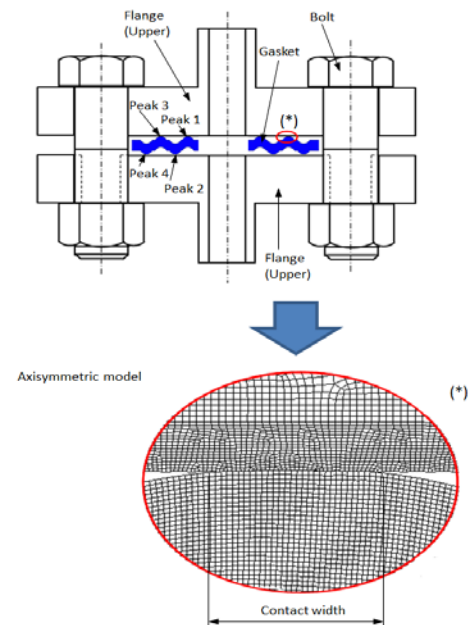 Flange
(Upper)
Bolt
Gasket
Peak 3
Peak 1
(*)
Peak 4
Peak 2
Flange
(Upper)
Axisymmetric model
(*)
Contact width